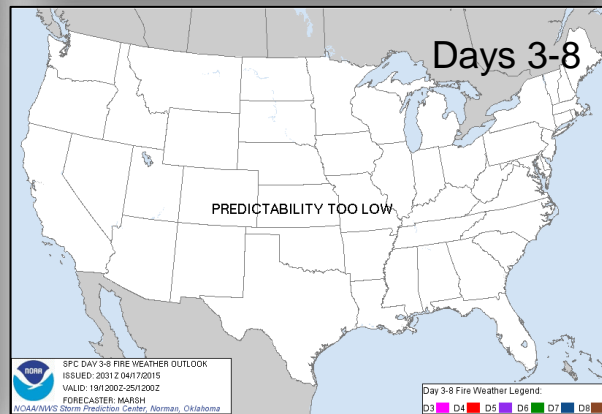 Days 3-8
PREDICTABILITY TOO LOW
NOAA
SPC DAY 3-8 FIRE WEATHER OUTLOOK
ISSUED: 2031Z 04/17/2015
VALID: 19/1200Z-25/1200Z
FORECASTER: MARSH
NOAA/NWS Storm Prediction Center, Norman, Oklahoma
Day 3-8 Fire Weather Legend:
D3 D4 D5 D6 D7 D8